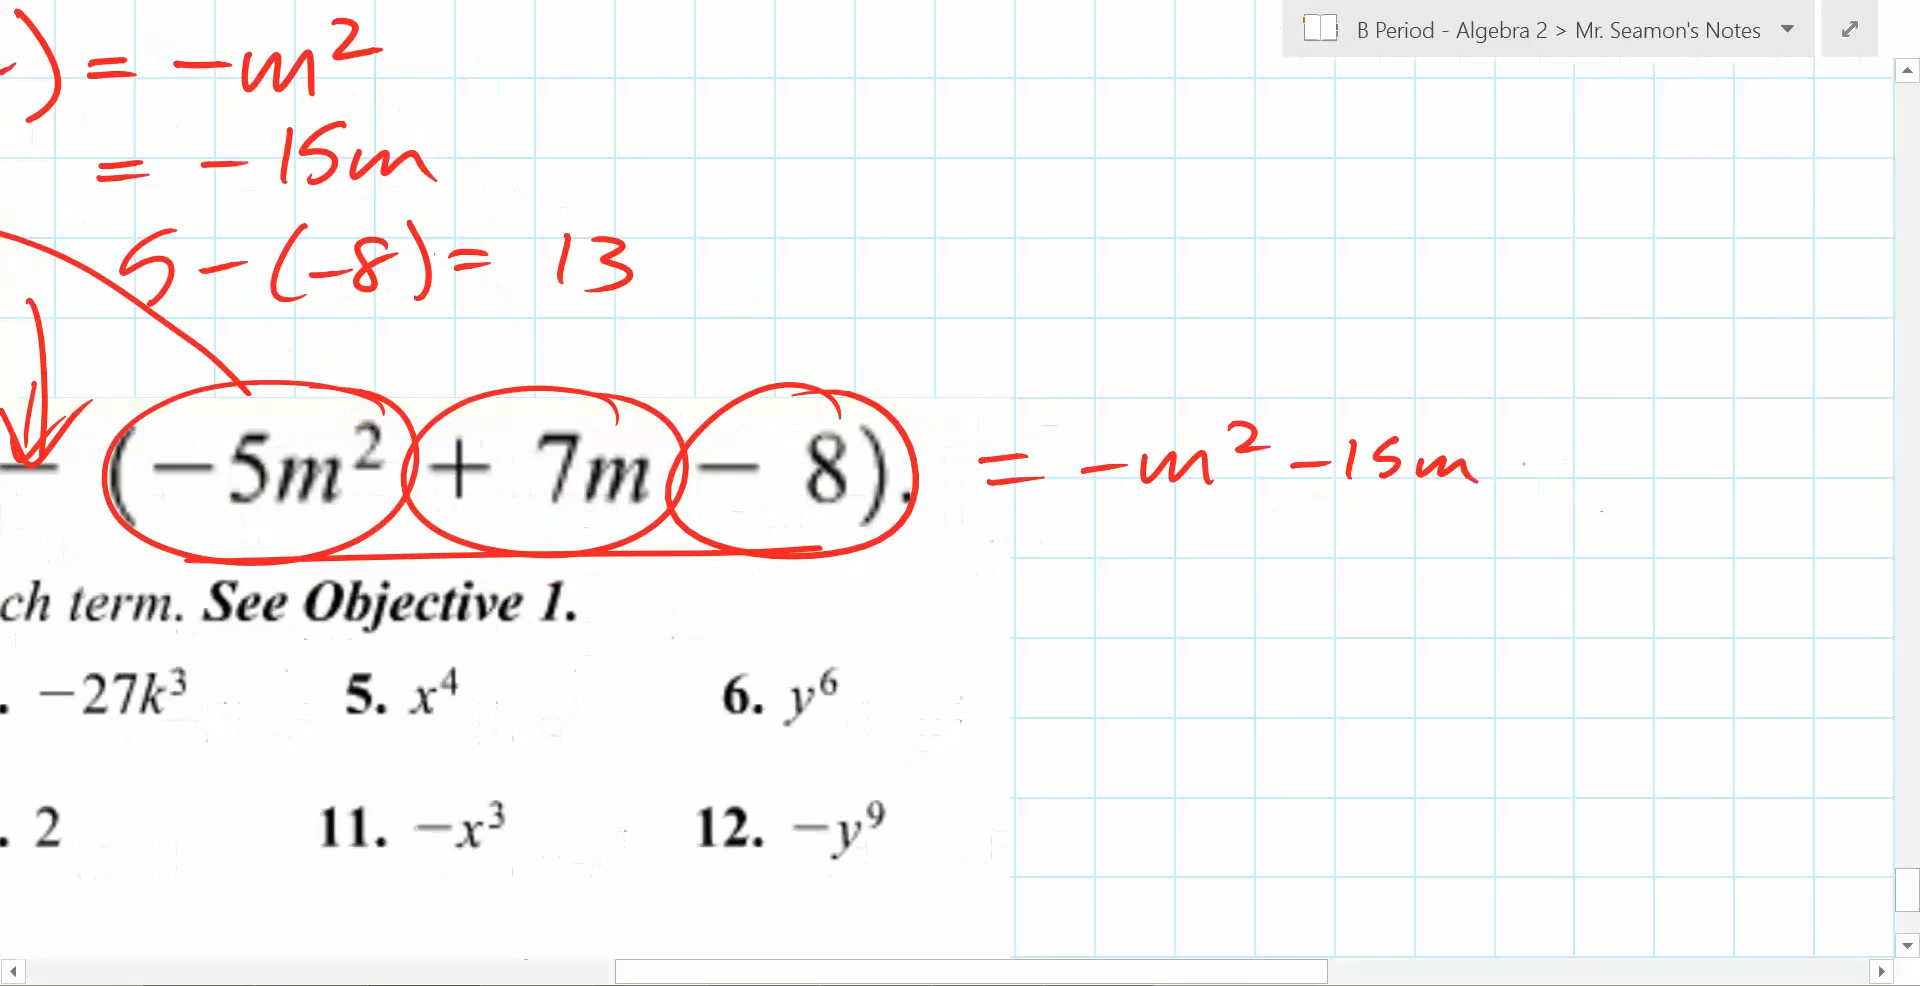 B Period - Algebra 2 > Mr. Seamon's Notes
) = -m²
= -15m
5 - (-8) = 13
- (-5m² + 7m - 8). = -m² - 15m
ch term. See Objective 1.
. -27k³ 5. x⁴ 6. y⁶
. 2 11. -x³ 12. -y⁹